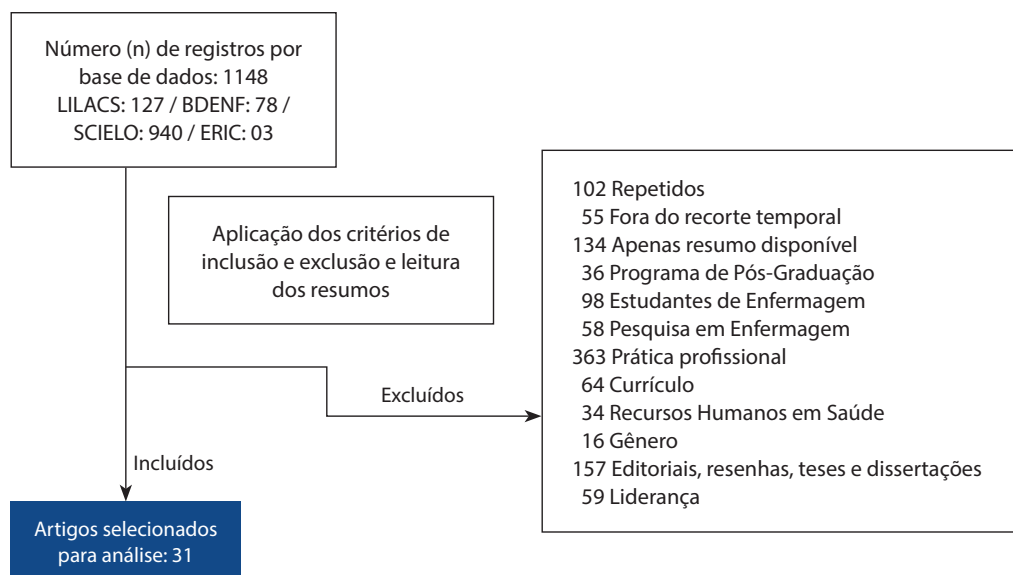 Número (n) de registros por
base de dados: 1148
LILACS: 127 / BDENF: 78 /
SCIELO: 940 / ERIC: 03
Aplicação dos critérios de
inclusão e exclusão e leitura
dos resumos
102 Repetidos
55 Fora do recorte temporal
134 Apenas resumo disponível
36 Programa de Pós-Graduação
98 Estudantes de Enfermagem
58 Pesquisa em Enfermagem
363 Prática profissional
64 Currículo
34 Recursos Humanos em Saúde
16 Gênero
157 Editoriais, resenhas, teses e dissertações
59 Liderança
Excluídos
Incluídos
Artigos selecionados
para análise: 31